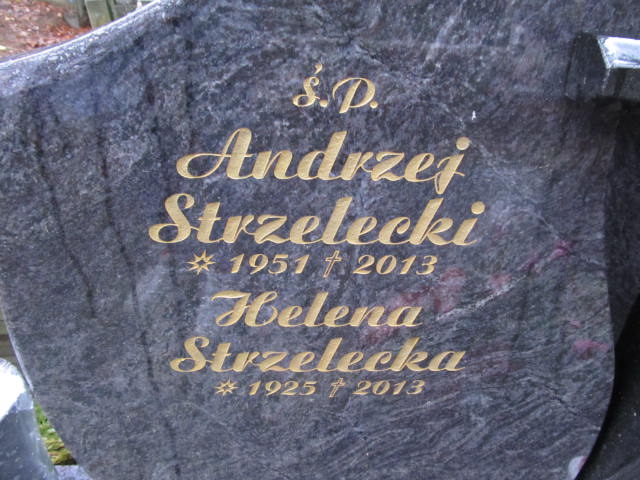 Ś.P.
Andrzej
Strzelecki
✲ 1951 † 2013
Helena
Strzelecka
✲ 1925 † 2013